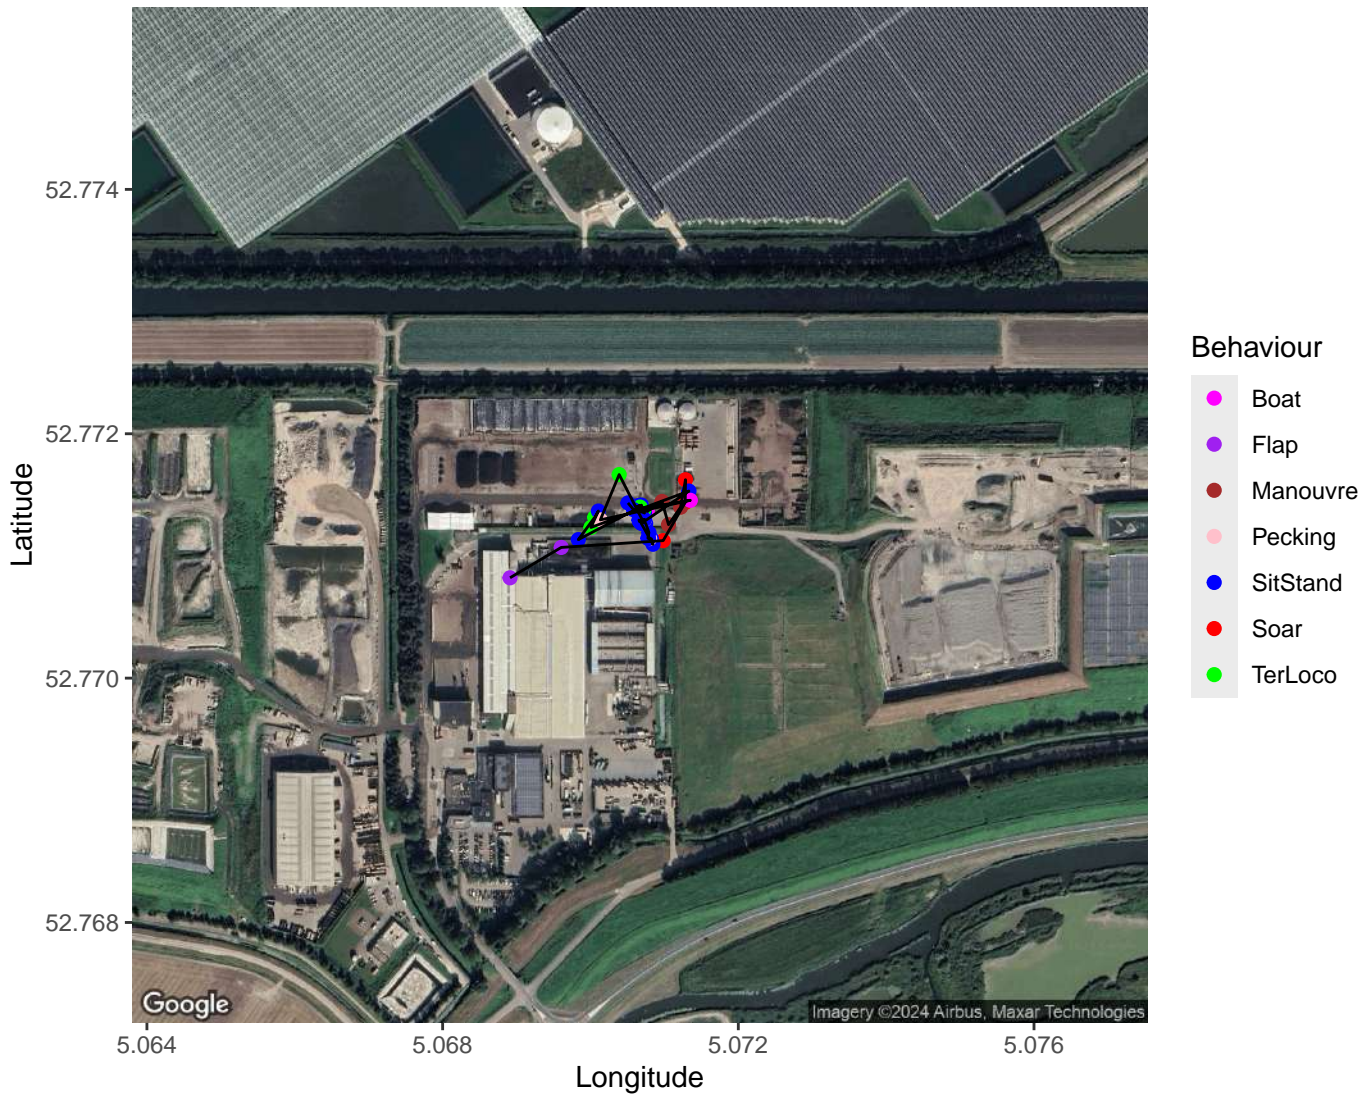 52.774
52.772
52.770
52.768
Latitude
5.064
5.068
5.072
5.076
Longitude
Google
Imagery ©2024 Airbus, Maxar Technologies
Behaviour
Boat
Flap
Manouvre
Pecking
SitStand
Soar
TerLoco